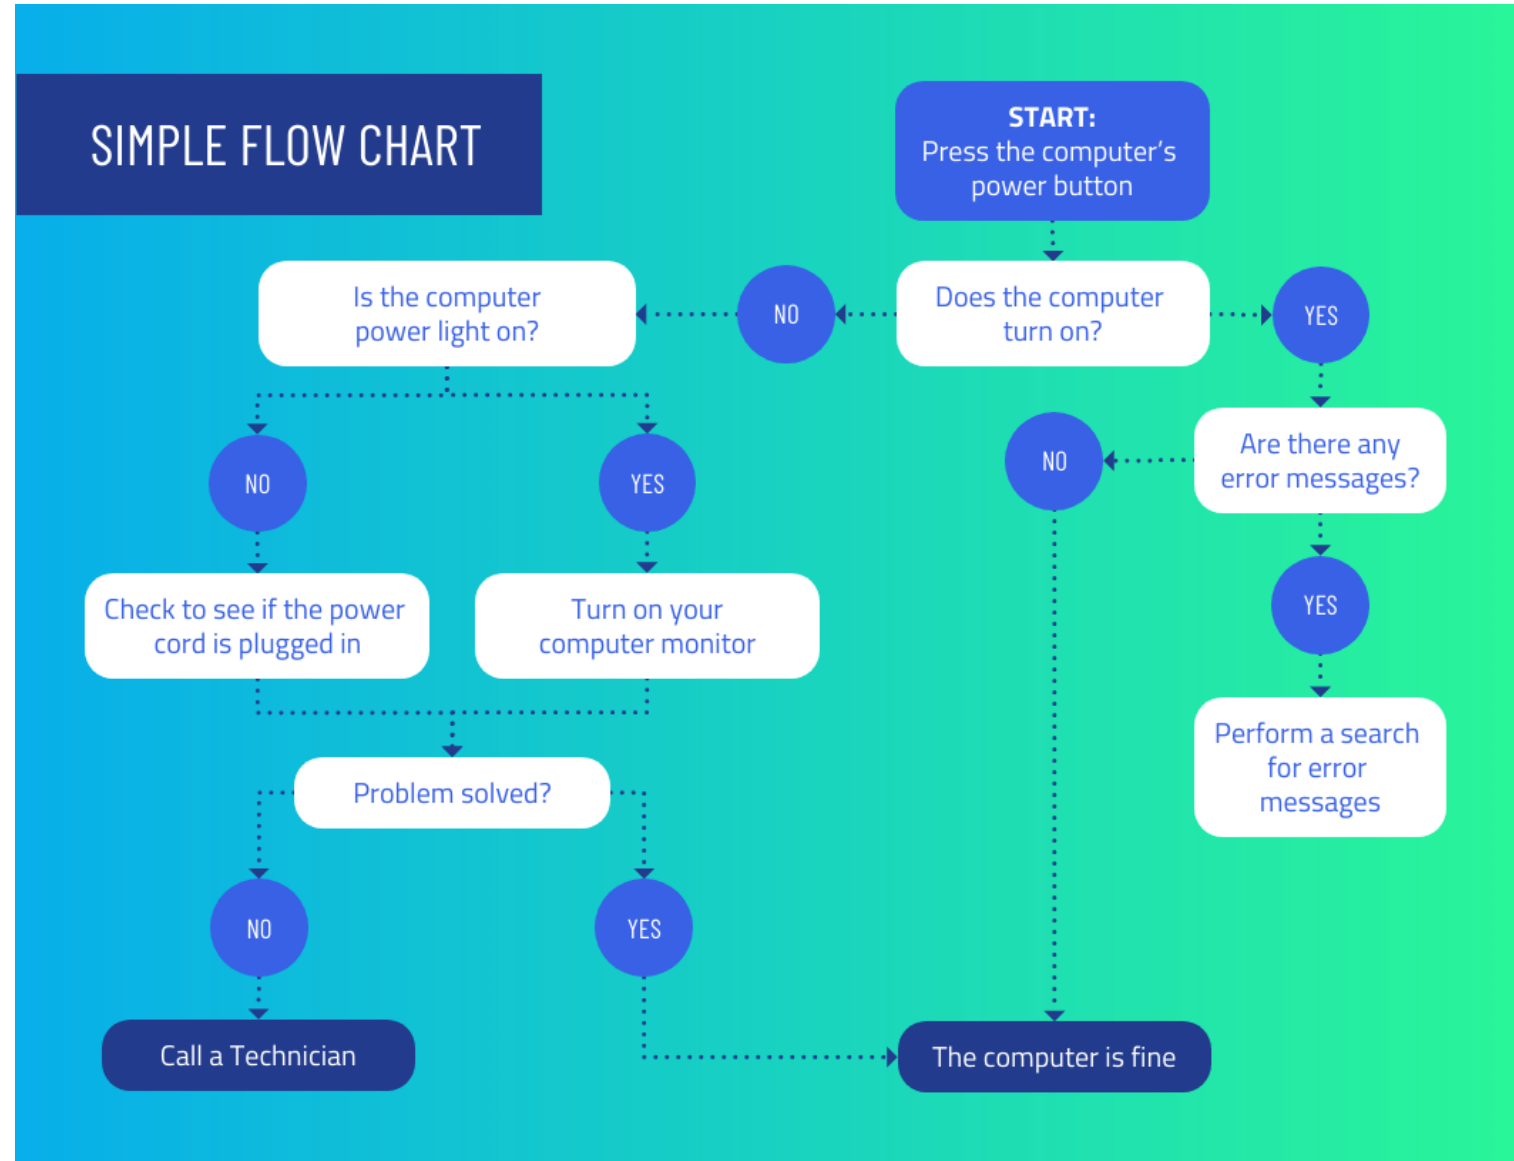 SIMPLE FLOW CHART
START:
Press the computer's
power button
Does the computer
turn on?
NO
YES
Is the computer
power light on?
NO
YES
Are there any
error messages?
NO
YES
Check to see if the power
cord is plugged in
Turn on your
computer monitor
Perform a search
for error
messages
Problem solved?
NO
YES
Call a Technician
The computer is fine